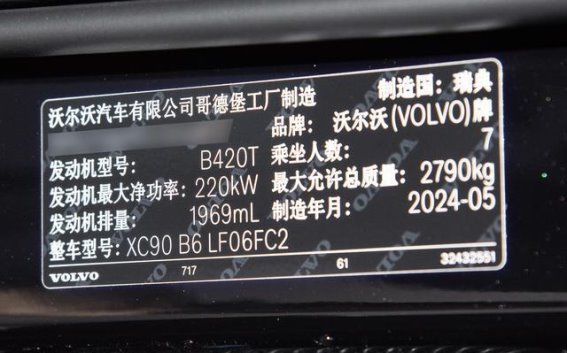 沃尔沃汽车有限公司哥德堡工厂制造 制造国：瑞典
品牌：沃尔沃(VOLVO)牌
发动机型号： B420T 乘坐人数： 7
发动机最大净功率：220kW 最大允许总质量：2790kg
发动机排量： 1969mL 制造年月： 2024-05
整车型号：XC90 B6 LF06FC2
VOLVO 717 61 32432551